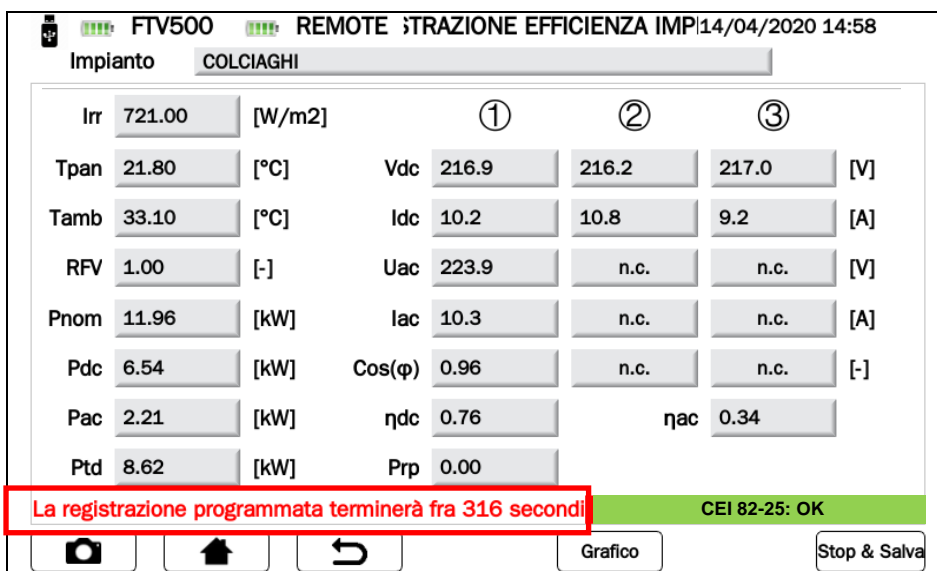 FTV500 REMOTE STRAZIONE EFFICIENZA IMP 14/04/2020 14:58
Impianto COLCIAGHI
Irr 721.00 [W/m2] ① ② ③
Tpan 21.80 [°C] Vdc 216.9 216.2 217.0 [V]
Tamb 33.10 [°C] Idc 10.2 10.8 9.2 [A]
RFV 1.00 [-] Uac 223.9 n.c. n.c. [V]
Pnom 11.96 [kW] Iac 10.3 n.c. n.c. [A]
Pdc 6.54 [kW] Cos(φ) 0.96 n.c. n.c. [-]
Pac 2.21 [kW] ηdc 0.76 ηac 0.34
Ptd 8.62 [kW] Prp 0.00
La registrazione programmata terminerà fra 316 secondi CEI 82-25: OK
Grafico Stop & Salva